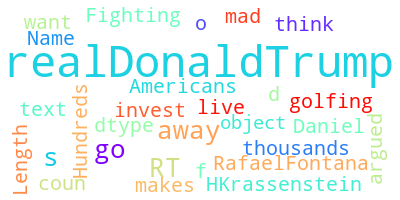 want Fighting o mad think
Name
realDonaldTrump
Americans
text Hundreds invest live d golfing
Length dtype away object Daniel argued
s go thousands
RT f RafaelFontana
coun makes HKrassenstein